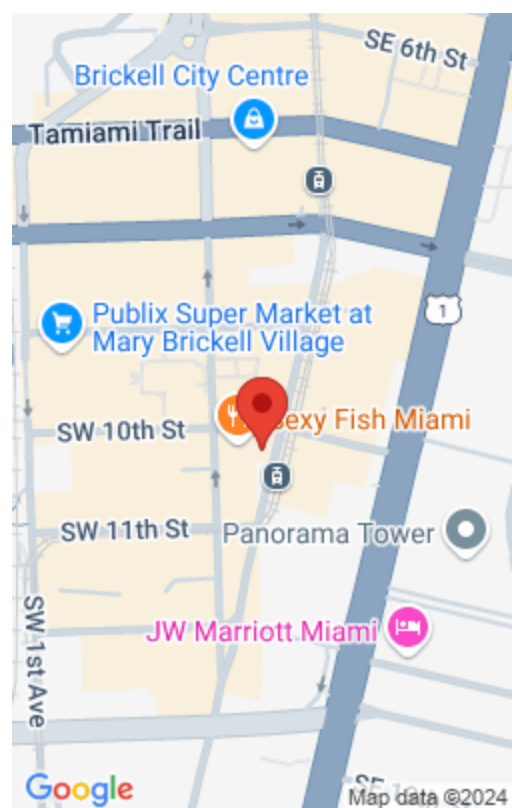 SE 6th St
Brickell City Centre
Tamiami Trail
1
Publix Super Market at
Mary Brickell Village
Sexy Fish Miami
SW 10th St
SW 11th St
Panorama Tower
JW Marriott Miami
SW 1st Ave
Google
Map data ©2024